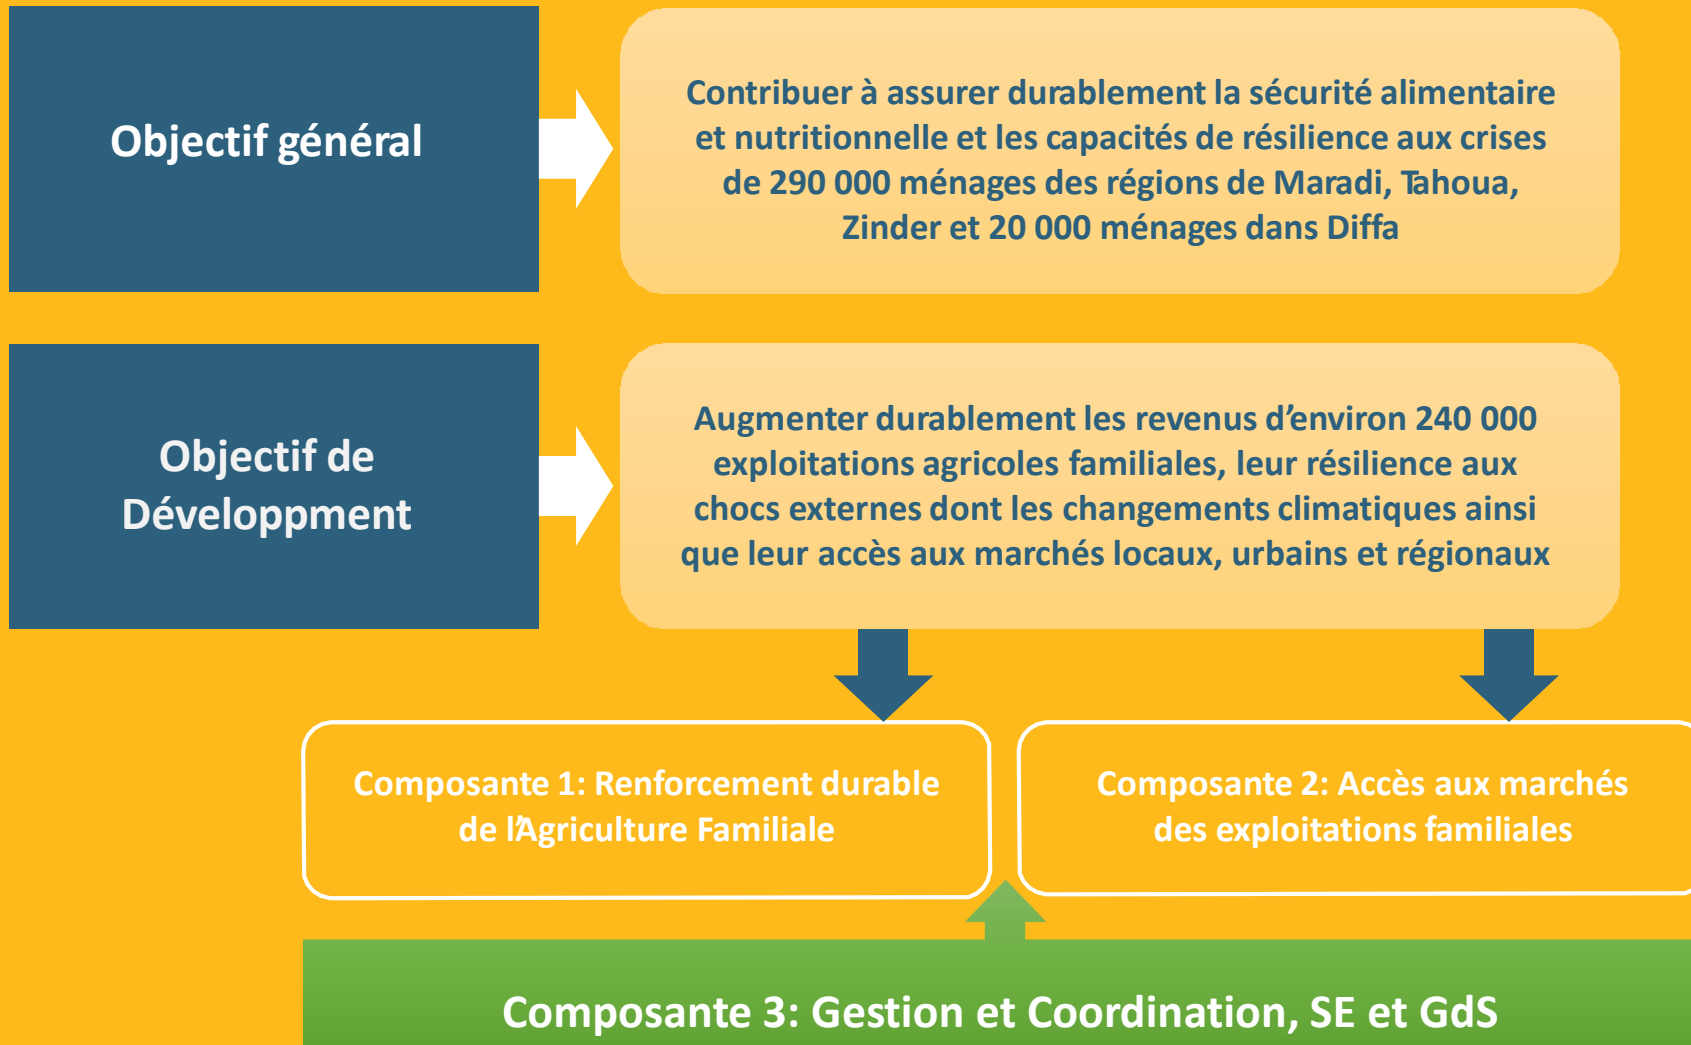 Objectif général
Contribuer à assurer durablement la sécurité alimentaire
et nutritionnelle et les capacités de résilience aux crises
de 290 000 ménages des régions de Maradi, Tahoua,
Zinder et 20 000 ménages dans Diffa
Objectif de
Développment
Augmenter durablement les revenus d’environ 240 000
exploitations agricoles familiales, leur résilience aux
chocs externes dont les changements climatiques ainsi
que leur accès aux marchés locaux, urbains et régionaux
Composante 1: Renforcement durable
de l’Agriculture Familiale
Composante 2: Accès aux marchés
des exploitations familiales
Composante 3: Gestion et Coordination, SE et GdS